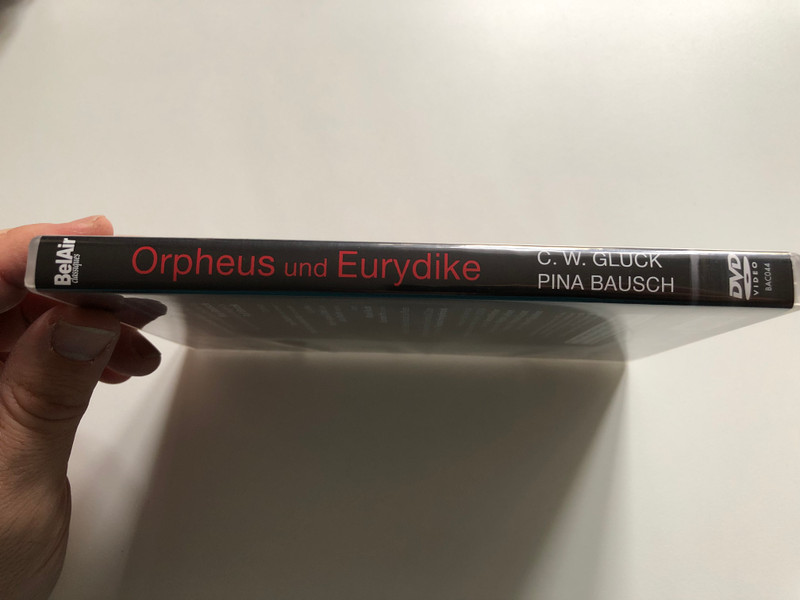 BelAir
classiques
Orpheus und Eurydike
C. W. GLUCK
PINA BAUSCH
DVD
VIDEO
BAC044